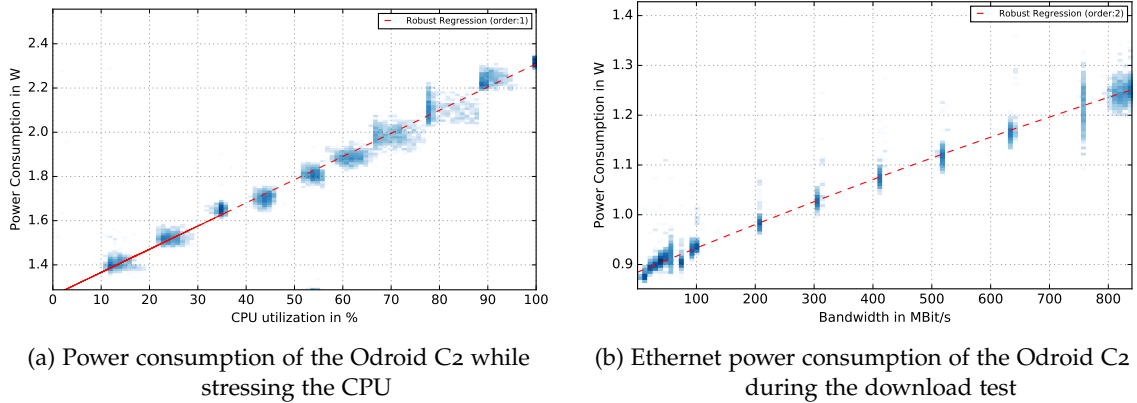 Robust Regression (order:1)
2.4
2.2
2.0
1.8
1.6
1.4
Power Consumption in W
0 10 20 30 40 50 60 70 80 90 100
CPU utilization in %
(a) Power consumption of the Odroid C2 while
stressing the CPU
Robust Regression (order:2)
1.4
1.3
1.2
1.1
1.0
0.9
Power Consumption in W
100 200 300 400 500 600 700 800
Bandwidth in MBit/s
(b) Ethernet power consumption of the Odroid C2
during the download test